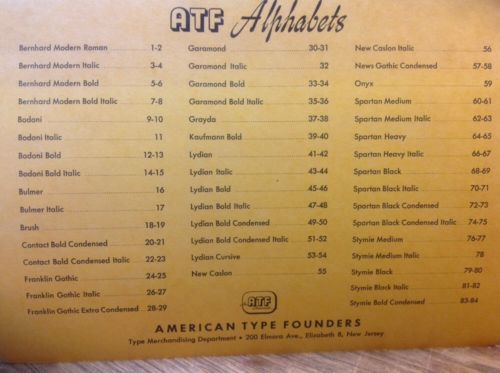 ATF Alphabets
Bernhard Modern Roman 1-2
Bernhard Modern Italic 3-4
Bernhard Modern Bold 5-6
Bernhard Modern Bold Italic 7-8
Bodoni 9-10
Bodoni Italic 11
Bodoni Bold 12-13
Bodoni Bold Italic 14-15
Bulmer 16
Bulmer Italic 17
Brush 18-19
Contact Bold Condensed 20-21
Contact Bold Condensed Italic 22-23
Franklin Gothic 24-25
Franklin Gothic Italic 26-27
Franklin Gothic Extra Condensed 28-29
Garamond 30-31
Garamond Italic 32
Garamond Bold 33-34
Garamond Bold Italic 35-36
Grayda 37-38
Kaufmann Bold 39-40
Lydian 41-42
Lydian Italic 43-44
Lydian Bold 45-46
Lydian Bold Italic 47-48
Lydian Bold Condensed 49-50
Lydian Bold Condensed Italic 51-52
Lydian Cursive 53-54
New Caslon 55
New Caslon Italic 56
News Gothic Condensed 57-58
Onyx 59
Spartan Medium 60-61
Spartan Medium Italic 62-63
Spartan Heavy 64-65
Spartan Heavy Italic 66-67
Spartan Black 68-69
Spartan Black Italic 70-71
Spartan Black Condensed 72-73
Spartan Black Condensed Italic 74-75
Stymie Medium 76-77
Stymie Medium Italic 78
Stymie Black 79-80
Stymie Black Italic 81-82
Stymie Bold Condensed 83-84
ATF
AMERICAN TYPE FOUNDERS
Type Merchandising Department • 200 Elmora Ave., Elizabeth B, New Jersey